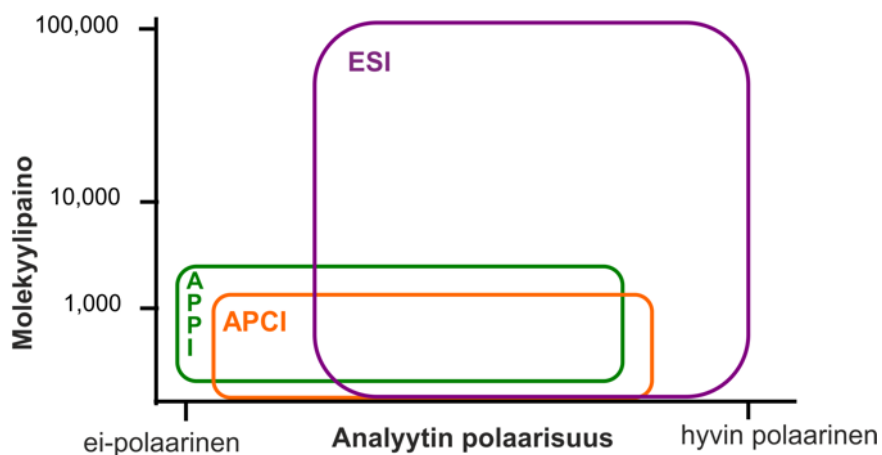 100,000
ESI
Molekyylipaino
10,000
A
P
P
I
1,000
APCI
ei-polaarinen
Analyytin polaarisuus
hyvin polaarinen